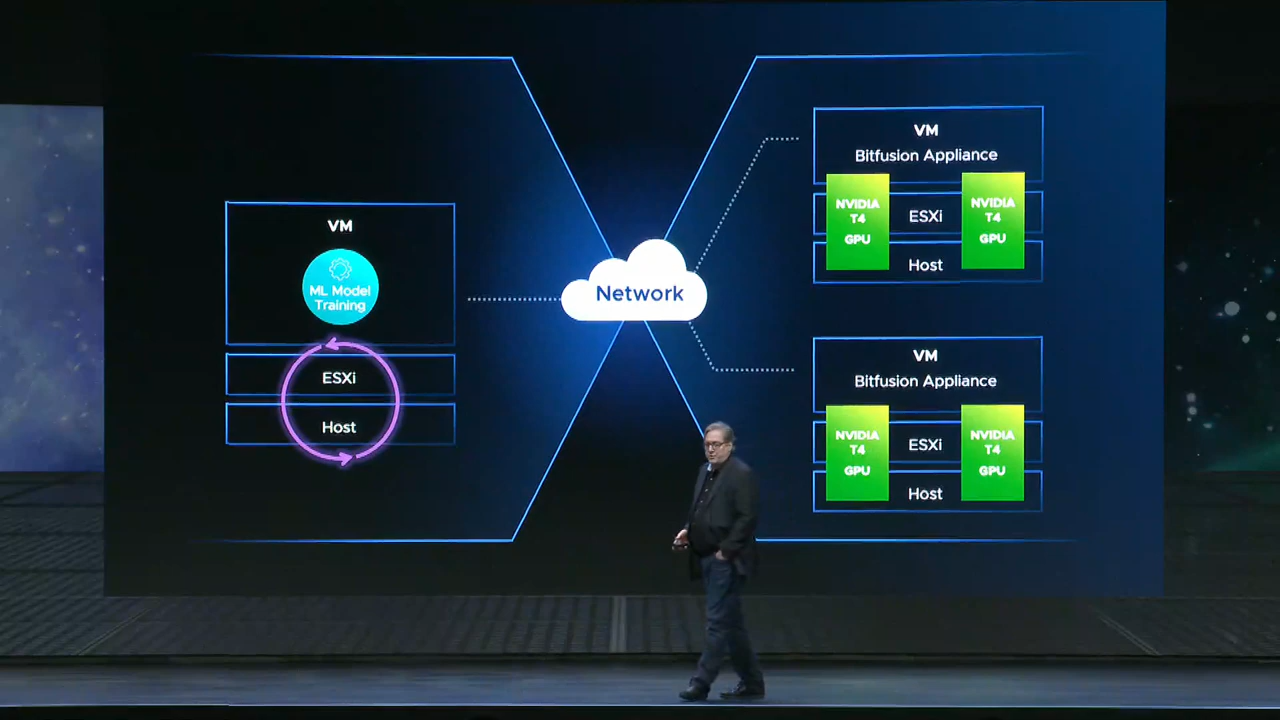 VM
ML Model
Training
ESXi
Host
Network
VM
Bitfusion Appliance
NVIDIA
T4
GPU
ESXi
NVIDIA
T4
GPU
Host
VM
Bitfusion Appliance
NVIDIA
T4
GPU
ESXi
NVIDIA
T4
GPU
Host